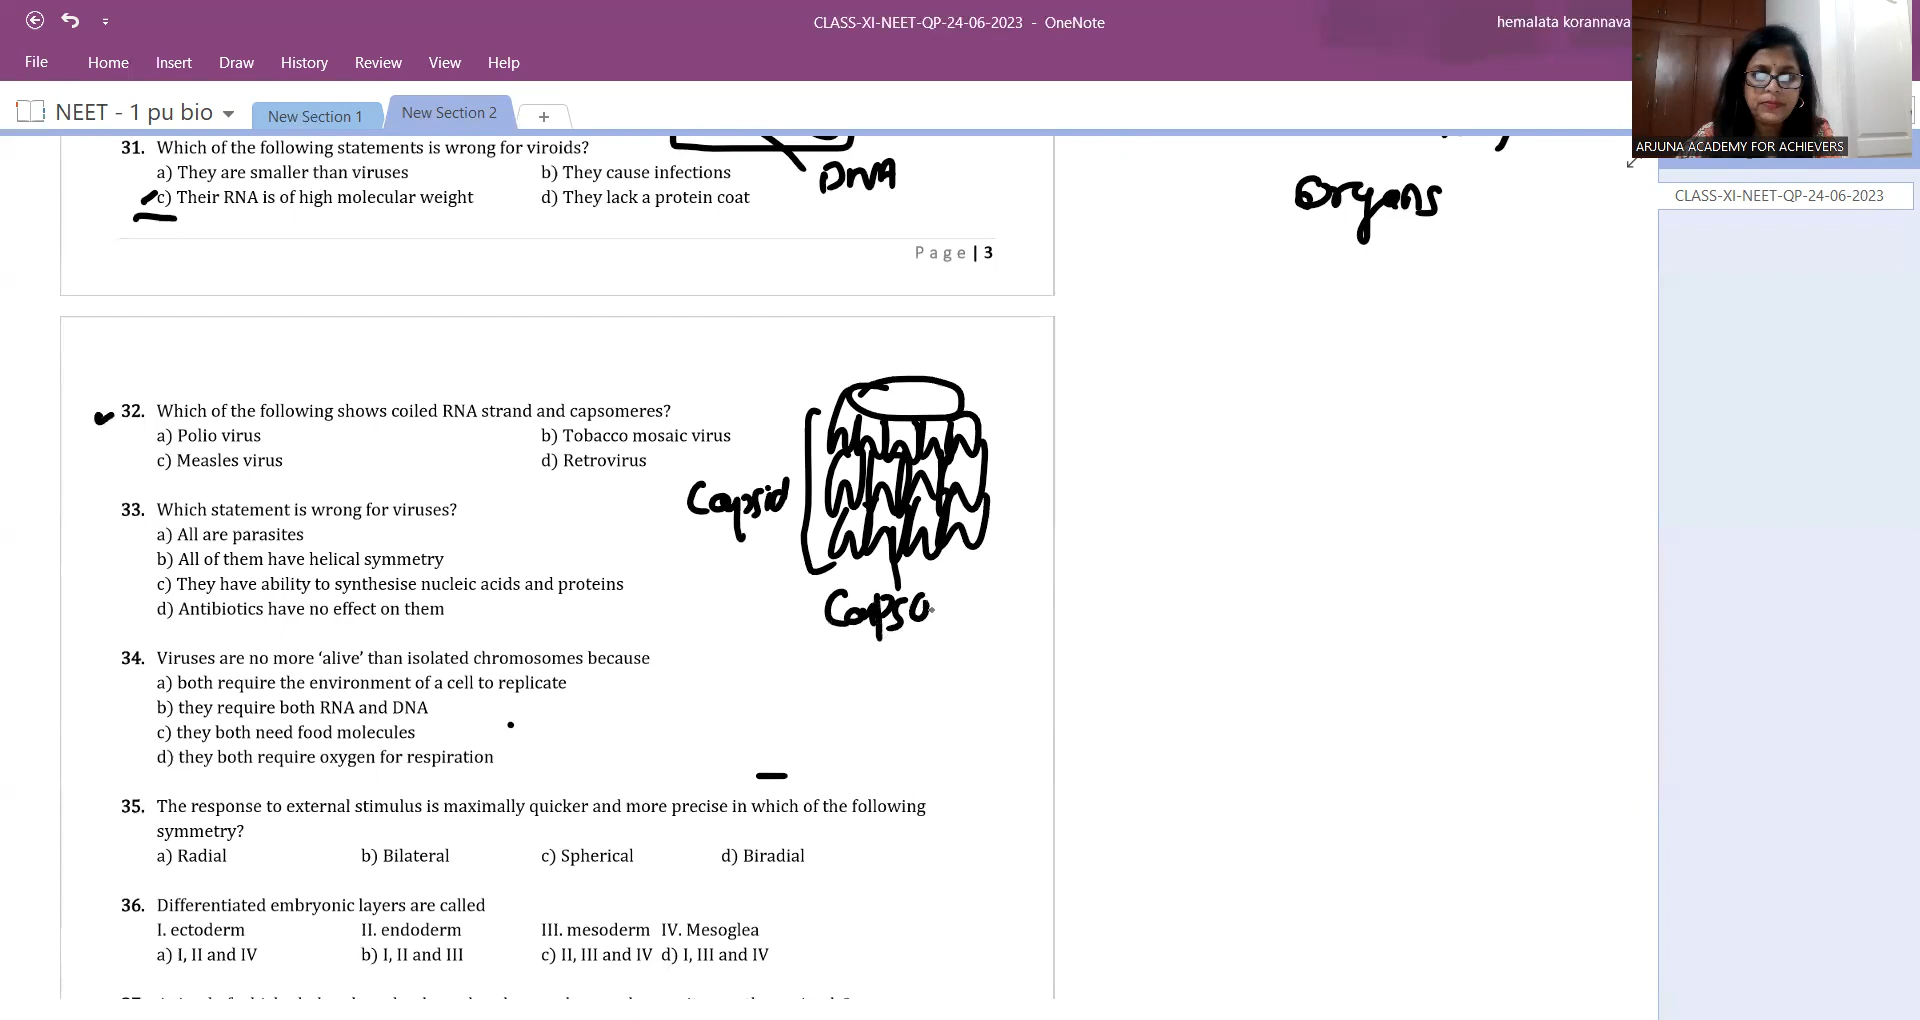 CLASS-XI-NEET-QP-24-06-2023 - OneNote
hemalata korannava
File Home Insert Draw History Review View Help
NEET - 1 pu bio New Section 1 New Section 2 +
ARJUNA ACADEMY FOR ACHIEVERS
CLASS-XI-NEET-QP-24-06-2023
31. Which of the following statements is wrong for viroids?
a) They are smaller than viruses b) They cause infections
c) Their RNA is of high molecular weight d) They lack a protein coat
DNA
Organs
Page | 3
32. Which of the following shows coiled RNA strand and capsomeres?
a) Polio virus b) Tobacco mosaic virus
c) Measles virus d) Retrovirus
Capsid
33. Which statement is wrong for viruses?
a) All are parasites
b) All of them have helical symmetry
c) They have ability to synthesise nucleic acids and proteins
d) Antibiotics have no effect on them
Capso
34. Viruses are no more ‘alive’ than isolated chromosomes because
a) both require the environment of a cell to replicate
b) they require both RNA and DNA
c) they both need food molecules
d) they both require oxygen for respiration
35. The response to external stimulus is maximally quicker and more precise in which of the following
symmetry?
a) Radial b) Bilateral c) Spherical d) Biradial
36. Differentiated embryonic layers are called
I. ectoderm II. endoderm III. mesoderm IV. Mesoglea
a) I, II and IV b) I, II and III c) II, III and IV d) I, III and IV